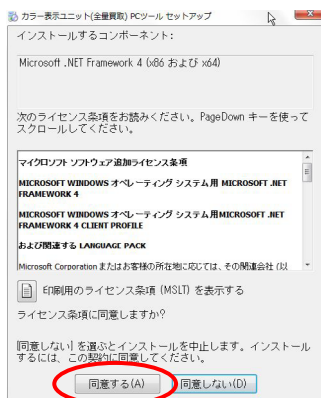 カラー表示ユニット(全量買取) PCツール セットアップ
インストールするコンポーネント:
Microsoft .NET Framework 4 (x86 および x64)
次のライセンス条項をお読みください。PageDown キーを使って
スクロールしてください。
マイクロソフト ソフトウェア追加ライセンス条項
MICROSOFT WINDOWS オペレーティング システム用 MICROSOFT .NET
FRAMEWORK 4
MICROSOFT WINDOWS オペレーティング システム用MICROSOFT .NET
FRAMEWORK 4 CLIENT PROFILE
および関連する LANGUAGE PACK
Microsoft Corporation またはお客様の所在地に応じては、その関連会社 (以
印刷用のライセンス条項 (MSLT) を表示する
ライセンス条項に同意しますか?
[同意しない] を選ぶとインストールを中止します。インストール
するには、この契約に同意してください。
同意する(A)
同意しない(D)